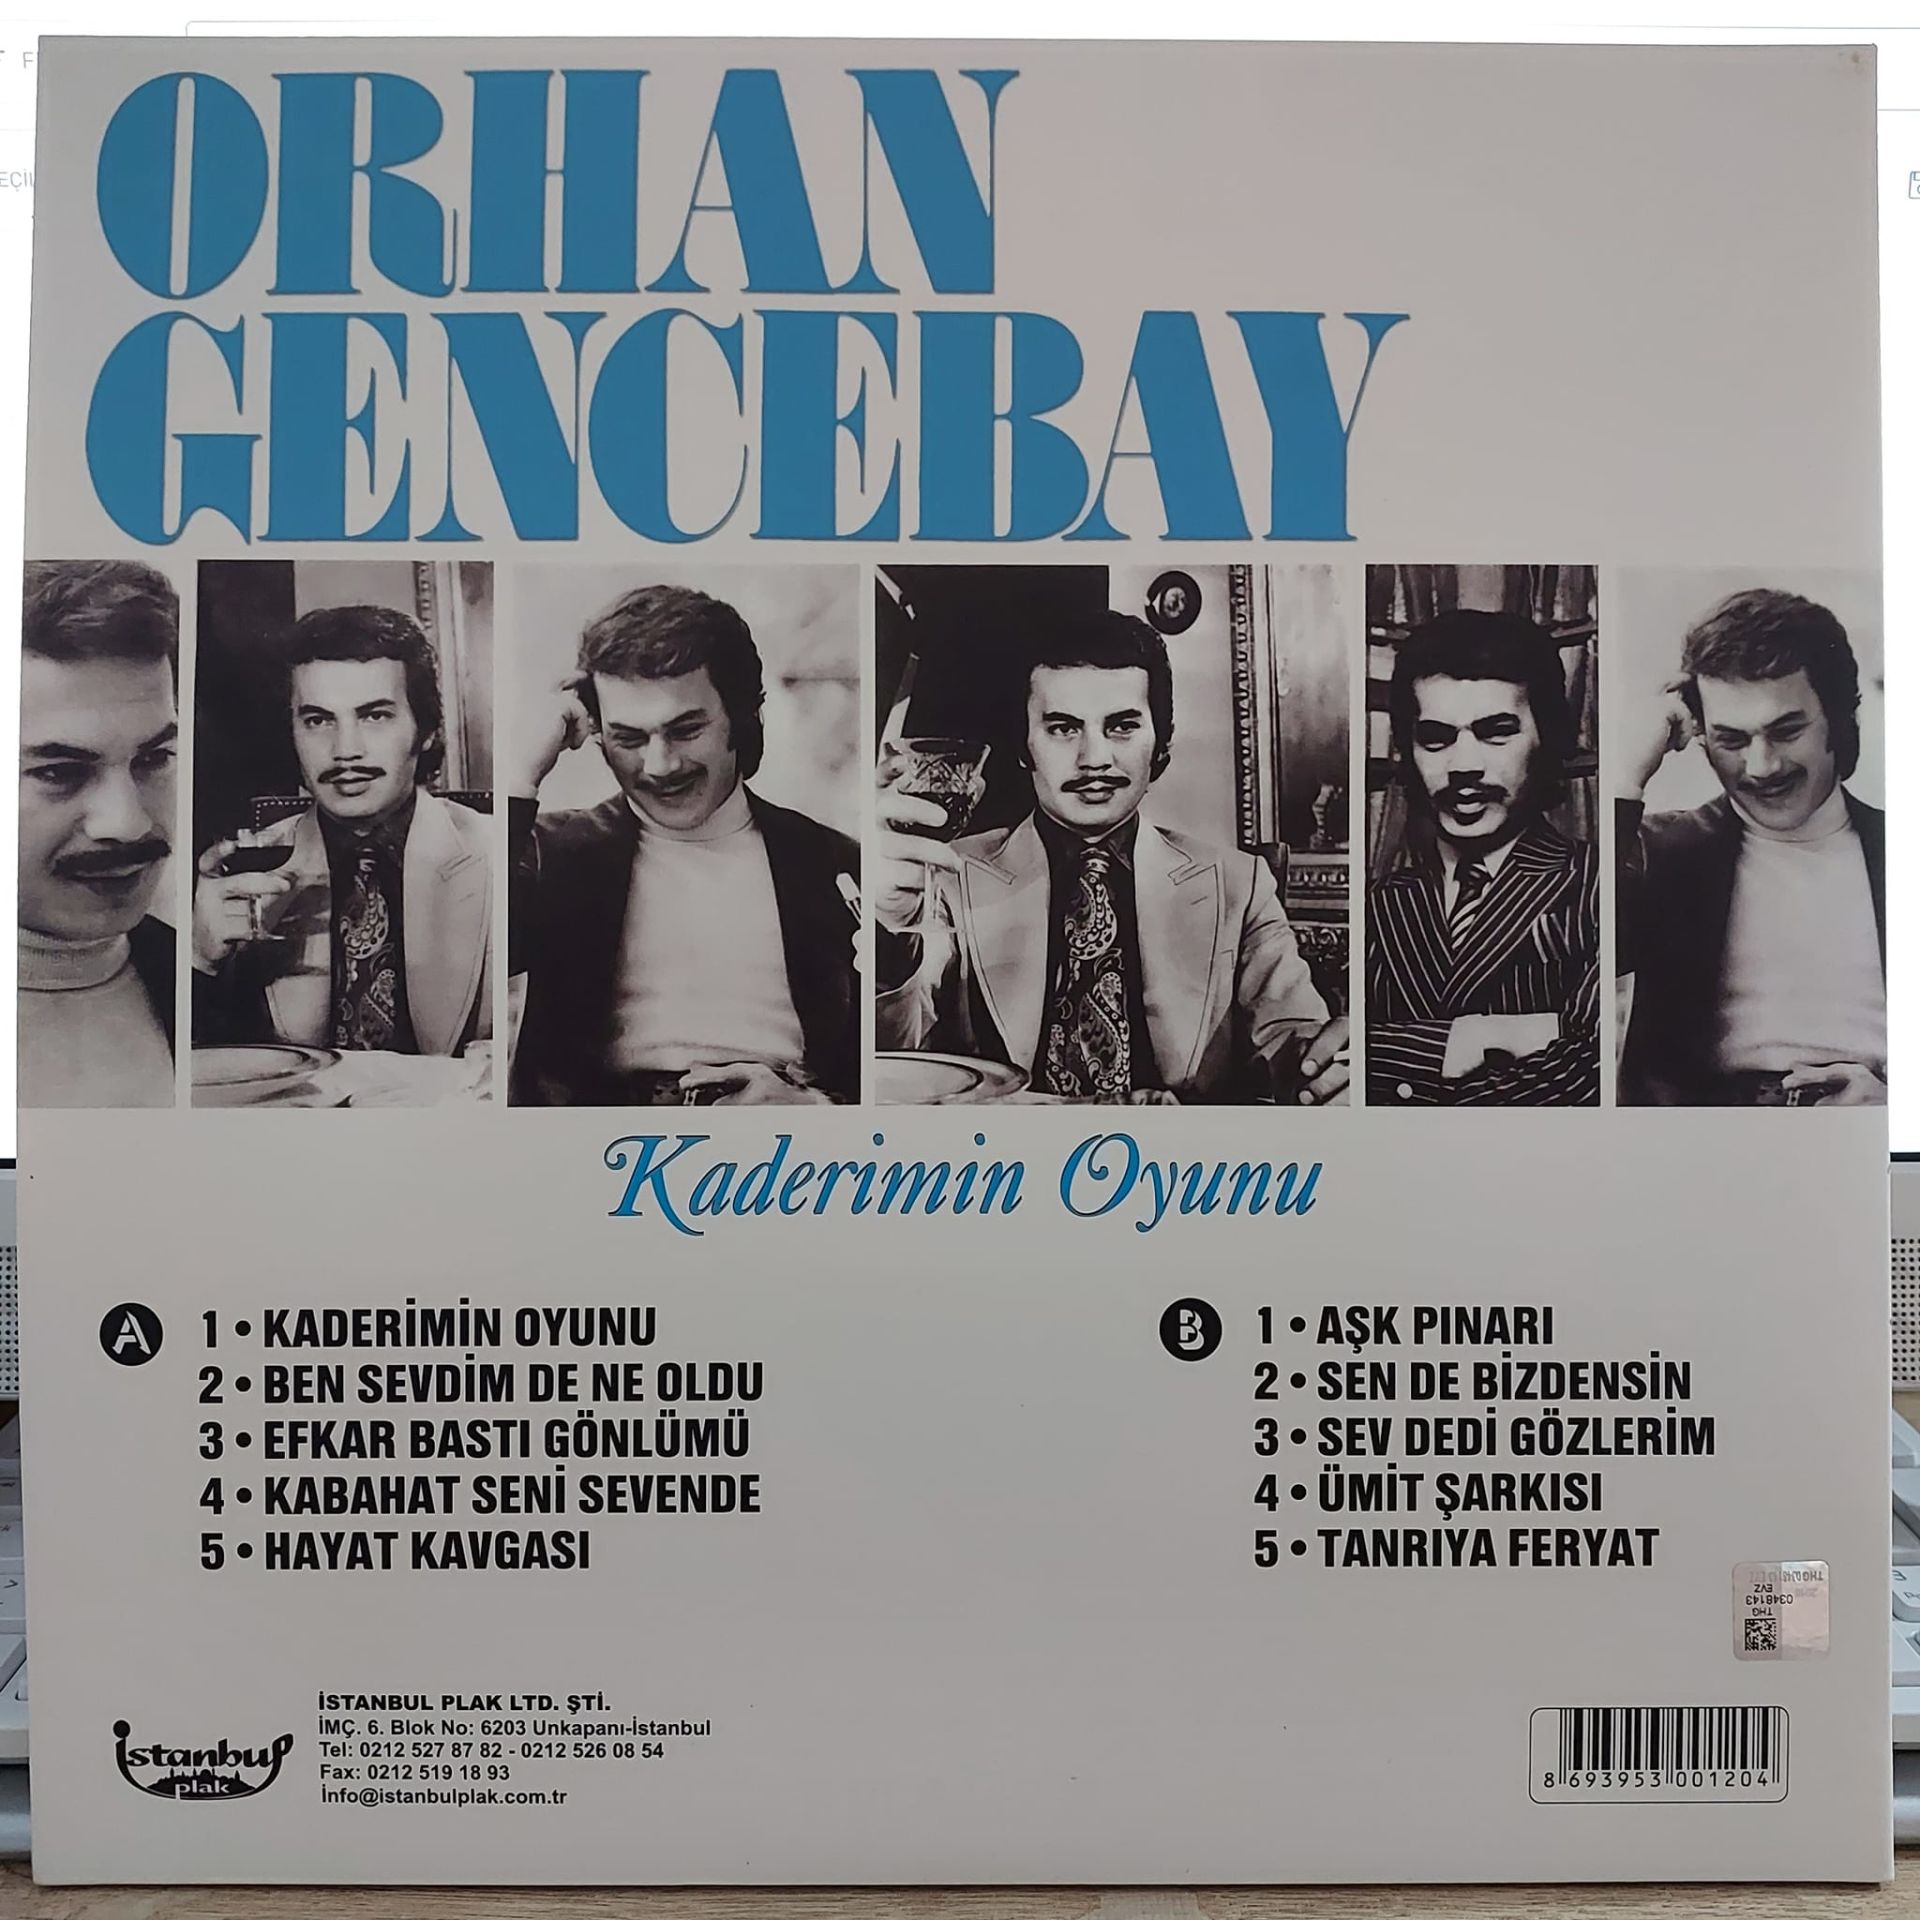 ORHAN
GENCEBAY
Kaderimin Oyunu
A
1 • KADERİMİN OYUNU
2 • BEN SEVDİM DE NE OLDU
3 • EFKAR BASTI GÖNLÜMÜ
4 • KABAHAT SENİ SEVENDE
5 • HAYAT KAVGASI
B
1 • AŞK PINARI
2 • SEN DE BİZDENSİN
3 • SEV DEDİ GÖZLERİM
4 • ÜMİT ŞARKISI
5 • TANRIYA FERYAT
THG
0348143
EVZ
istanbul
plak
İSTANBUL PLAK LTD. ŞTİ.
İMÇ. 6. Blok No: 6203 Unkapanı-İstanbul
Tel: 0212 527 87 82 - 0212 526 08 54
Fax: 0212 519 18 93
İnfo@istanbulplak.com.tr
8 693953 001204